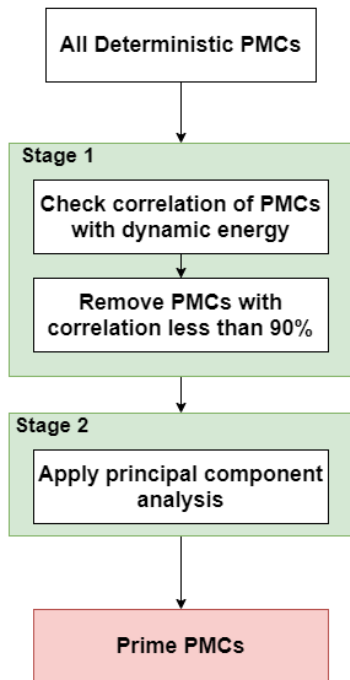 All Deterministic PMCs
Stage 1
Check correlation of PMCs
with dynamic energy
Remove PMCs with
correlation less than 90%
Stage 2
Apply principal component
analysis
Prime PMCs